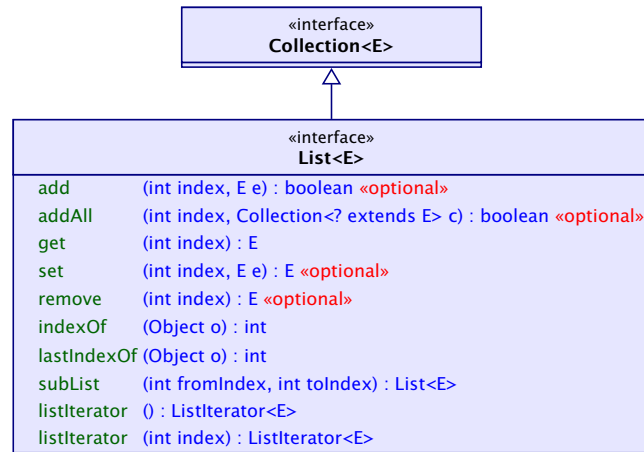 «interface»
Collection<E>
«interface»
List<E>
add (int index, E e) : boolean «optional»
addAll (int index, Collection<? extends E> c) : boolean «optional»
get (int index) : E
set (int index, E e) : E «optional»
remove (int index) : E «optional»
indexOf (Object o) : int
lastIndexOf (Object o) : int
subList (int fromIndex, int toIndex) : List<E>
listIterator () : ListIterator<E>
listIterator (int index) : ListIterator<E>